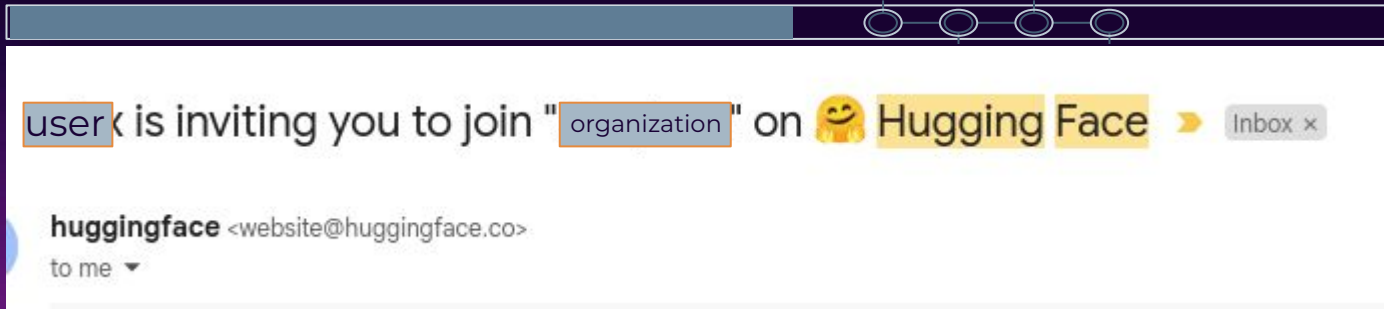 user is inviting you to join "organization" on 🤗 Hugging Face Inbox ×
huggingface <website@huggingface.co>
to me